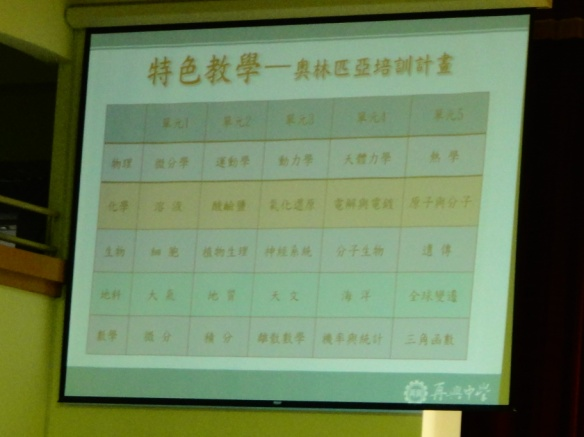 特色教學—奧林匹亞培訓計畫
單元1 單元2 單元3 單元4 單元5
物理 微分學 運動學 動力學 天體力學 熱學
化學 溶液 酸鹼鹽 氧化還原 電解與電鍍 原子與分子
生物 細胞 植物生理 神經系統 分子生物 遺傳
地科 大氣 地質 天文 海洋 全球變遷
數學 微分 積分 離散數學 機率與統計 三角函數
再興中學